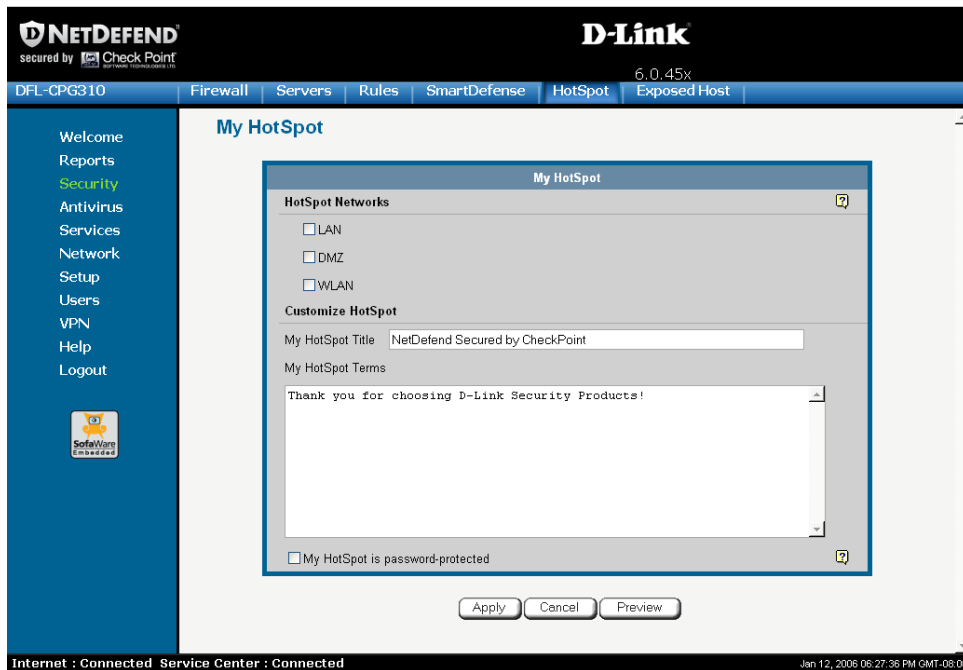 NETDEFEND
secured by Check Point
SOFTWARE TECHNOLOGIES LTD.
D-Link
6.0.45x
DFL-CPG310
Firewall
Servers
Rules
SmartDefense
HotSpot
Exposed Host
Welcome
Reports
Security
Antivirus
Services
Network
Setup
Users
VPN
Help
Logout
SofaWare
Embedded
My HotSpot
My HotSpot
HotSpot Networks
LAN
DMZ
WLAN
Customize HotSpot
My HotSpot Title NetDefend Secured by CheckPoint
My HotSpot Terms
Thank you for choosing D-Link Security Products!
My HotSpot is password-protected
Apply
Cancel
Preview
Internet : Connected Service Center : Connected
Jan 12, 2006 06:27:36 PM GMT-08:0